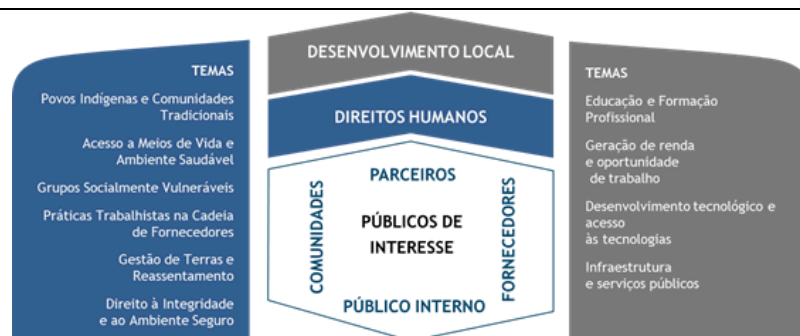 TEMAS
Povos Indígenas e Comunidades
Tradicionais
Acesso a Meios de Vida e
Ambiente Saudável
Grupos Socialmente Vulneráveis
Práticas Trabalhistas na Cadeia
de Fornecedores
Gestão de Terras e
Reassentamento
Direito à Integridade
e ao Ambiente Seguro
DESENVOLVIMENTO LOCAL
DIREITOS HUMANOS
PARCEIROS
COMUNIDADES
PÚBLICOS DE
INTERESSE
FORNECEDORES
PÚBLICO INTERNO
TEMAS
Educação e Formação
Profissional
Geração de renda
e oportunidade
de trabalho
Desenvolvimento tecnológico e
acesso
às tecnologias
Infraestrutura
e serviços públicos